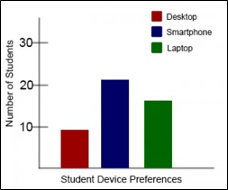 Desktop
Smartphone
Laptop
30
20
10
Number of Students
Student Device Preferences